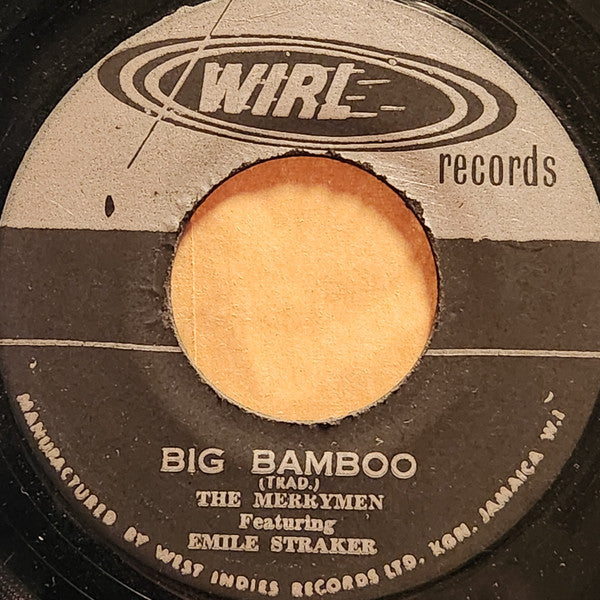 WIRL
records
BIG BAMBOO
(TRAD.)
THE MERRYMEN
Featuring
EMILE STRAKER
MANUFACTURED BY WEST INDIES RECORDS LTD. KGN. JAMAICA W.I